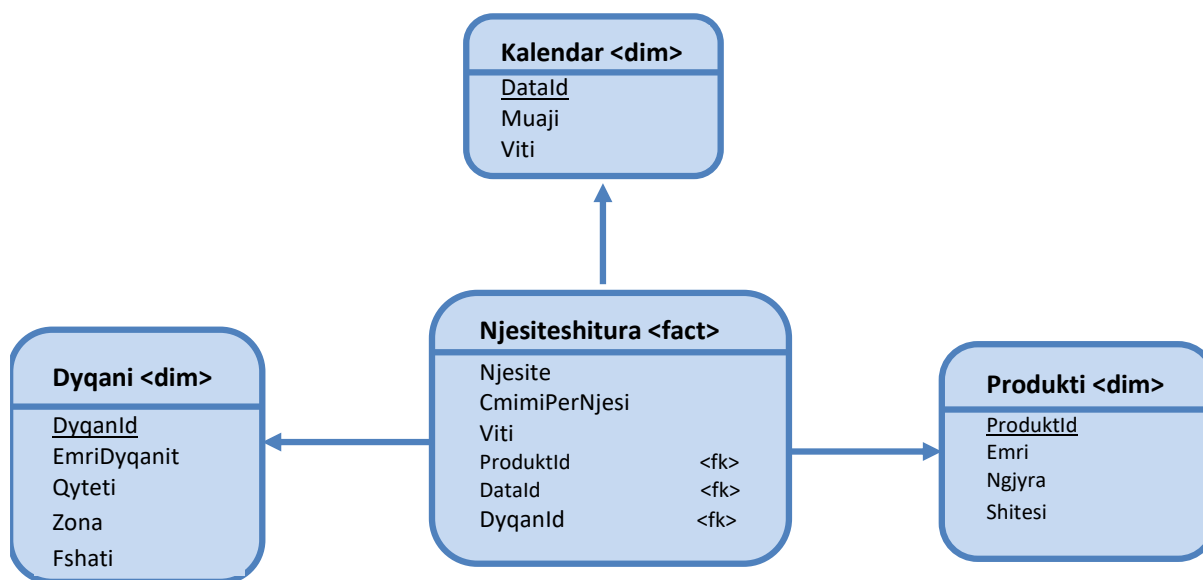 Kalendar <dim>
DataId
Muaji
Viti
Njesiteshitura <fact>
Njesite
CmimiPerNjesi
Viti
ProduktId <fk>
DataId <fk>
DyqanId <fk>
Dyqani <dim>
DyqanId
EmriDyqanit
Qyteti
Zona
Fshati
Produkti <dim>
ProduktId
Emri
Ngjyra
Shitesi